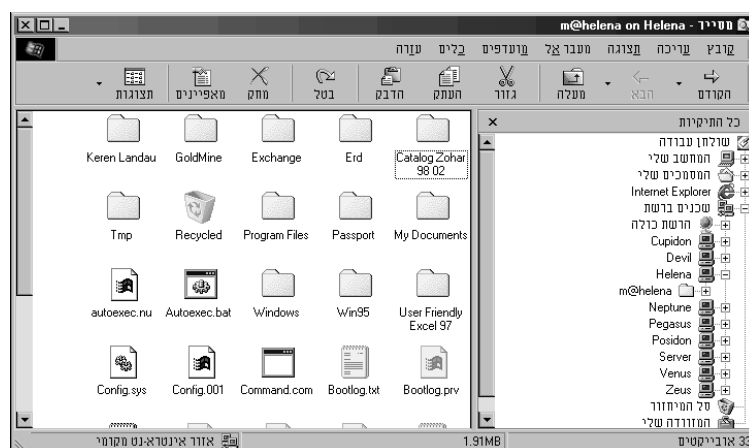 m@helena on Helena - סייר
קובץ עריכה תצוגה מעבר אל מועדפים כלים עזרה
הקודם הבא מעלה גזור העתק הדבק בטל מחק מאפיינים תצוגות
כל התיקיות
שולחן עבודה
המחשב שלי
המסמכים שלי
Internet Explorer
שכנים ברשת
הרשת כולה
Cupidon
Devil
Helena
m@helena
Neptune
Pegasus
Posidon
Server
Venus
Zeus
סל המיחזור
המזוודה שלי
Catalog Zohar
98 02
Erd
Exchange
GoldMine
Keren Landau
My Documents
Passport
Program Files
Recycled
Tmp
User Friendly
Excel 97
Win95
Windows
Autoexec.bat
autoexec.nu
Bootlog.prv
Bootlog.txt
Command.com
Config.001
Config.sys
33 אובייקטים
1.91MB
אזור אינטרא-נט מקומי